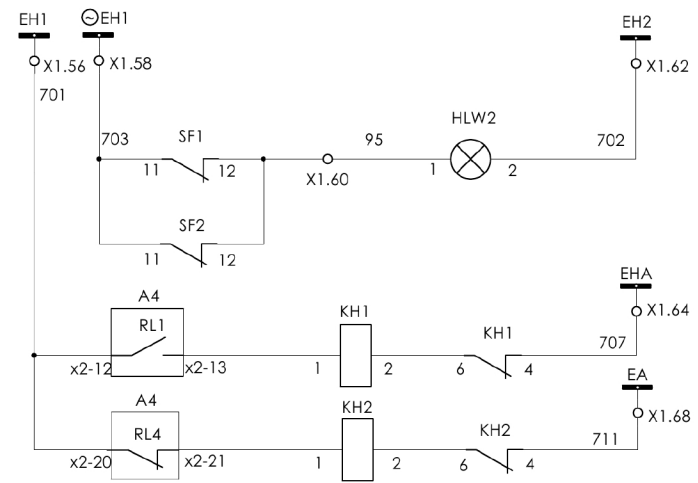 EH1
~EH1
EH2
X1.56
X1.58
X1.62
701
HLW2
703
SF1
95
702
11
12
1
2
X1.60
SF2
11
12
EHA
A4
X1.64
KH1
RL1
KH1
707
x2-12
x2-13
1
2
6
4
EA
A4
KH2
X1.68
RL4
KH2
711
x2-20
x2-21
1
2
6
4